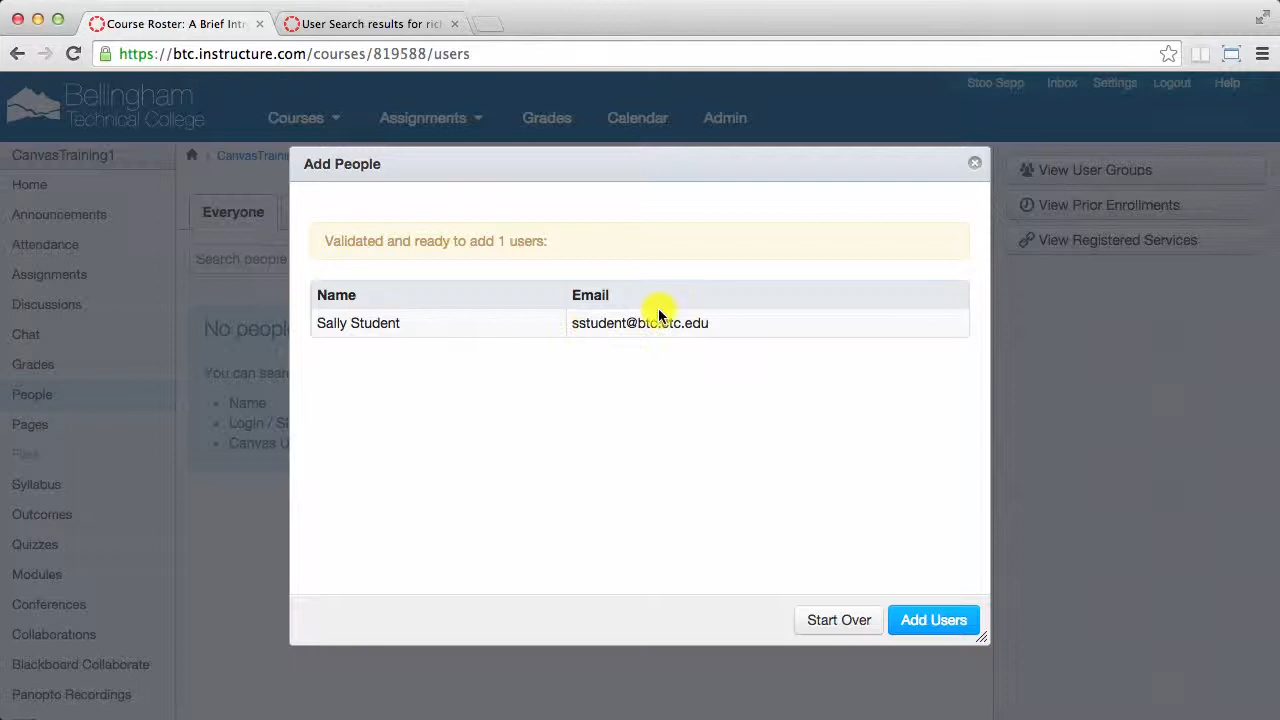 Course Roster: A Brief Intr
User Search results for rich
https://btc.instructure.com/courses/819588/users
Bellingham
Technical College
Stoo Sepp
Inbox
Settings
Logout
Help
Courses
Assignments
Grades
Calendar
Admin
CanvasTraining1
Home
Announcements
Attendance
Assignments
Discussions
Chat
Grades
People
Pages
Files
Syllabus
Outcomes
Quizzes
Modules
Conferences
Collaborations
Blackboard Collaborate
Panopto Recordings
CanvasTraini
Everyone
Search people
No peopl
You can sear
Name
Login / SI
Canvas U
Add People
Validated and ready to add 1 users:
Name Email
Sally Student sstudent@btc.ctc.edu
Start Over
Add Users
View User Groups
View Prior Enrollments
View Registered Services